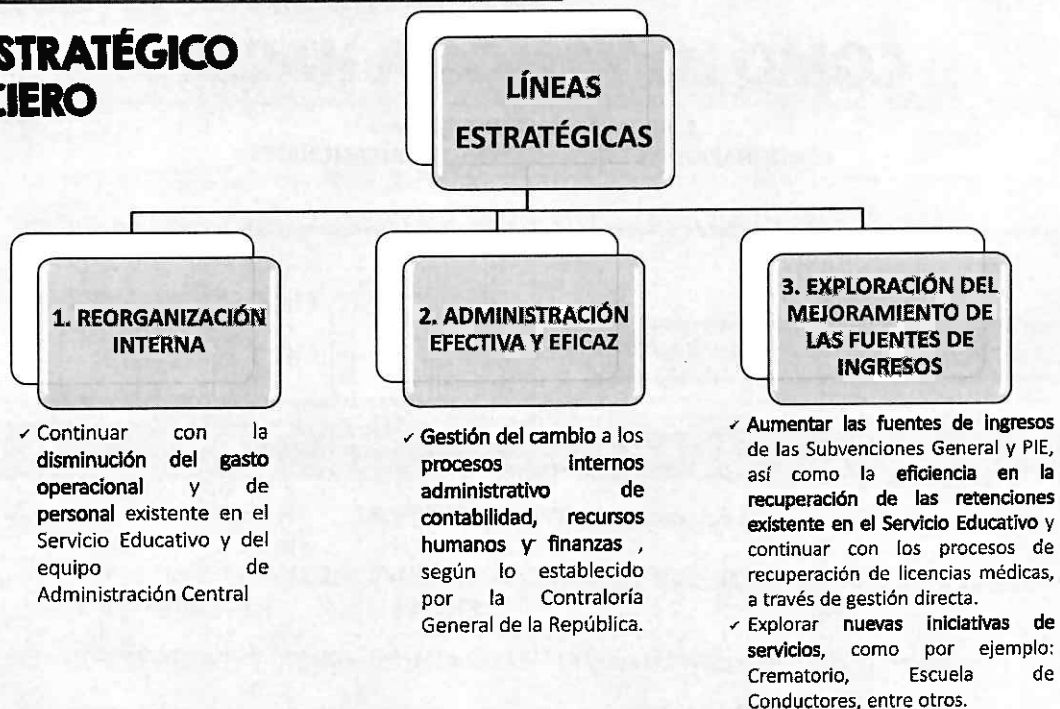 STRATÉGICO
CIERO
LÍNEAS
ESTRATÉGICAS
1. REORGANIZACIÓN
INTERNA
✓ Continuar con la
disminución del gasto
operacional y de
personal existente en el
Servicio Educativo y del
equipo de
Administración Central
2. ADMINISTRACIÓN
EFECTIVA Y EFICAZ
✓ Gestión del cambio a los
procesos internos
administrativo de
contabilidad, recursos
humanos y finanzas ,
según lo establecido
por la Contraloría
General de la República.
3. EXPLORACIÓN DEL
MEJORAMIENTO DE
LAS FUENTES DE
INGRESOS
✓ Aumentar las fuentes de ingresos
de las Subvenciones General y PIE,
así como la eficiencia en la
recuperación de las retenciones
existente en el Servicio Educativo y
continuar con los procesos de
recuperación de licencias médicas,
a través de gestión directa.
✓ Explorar nuevas iniciativas de
servicios, como por ejemplo:
Crematorio, Escuela de
Conductores, entre otros.